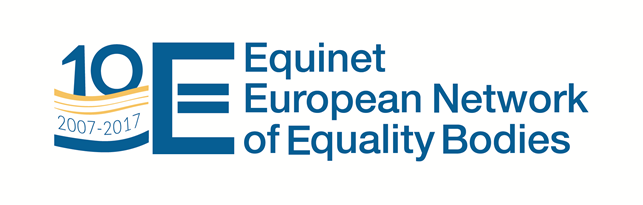 10
2007-2017
E
Equinet
European Network
of Equality Bodies